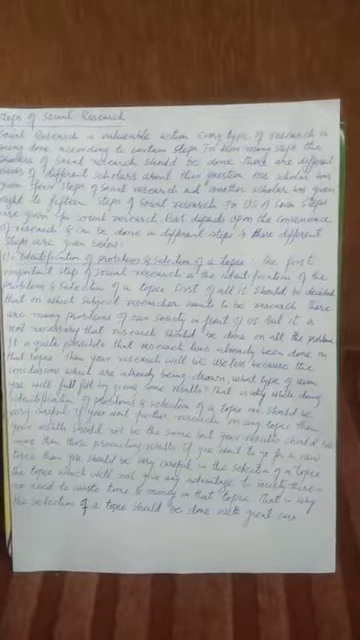 Steps of Social Research
Social Research is valueable action Every type of research is
being done according to certain steps In how many steps the
process of social research should be done There are different
views of different scholars about this question one scholar has
given four steps of social research and another scholar has given
eight to fifteen steps of social research. In U.S.A seven steps
are given to social research. But depends upon the convenience
of research & can be done in different steps & these different
steps are given below:
(1) Identification of Problems & selection of a topic: The first
important step of social research is the identification of the
problems & selection of a topic First of all it should be decided
that on which subject researcher wants to be research There
are many problems of our society in front of us But it is
not necessary that research should be done on all the problems
It is quite possible that research has already been done on
that topic Than your research will be useless because the
conclusions which are already being drawn, what type of
you will full fill by giving same results? That is why while doing
identification of problems & selection of a topic we should be
very careful if you want further research on any topic then
your results should not be the same but your results should be
more than those preceding results If you want to go for a new
topic than you should be very careful in the selection of a topic
the topic which will not give any advantage to society there is
no need to waste time & money on that topic That is why
the selection of a topic should be done with great care